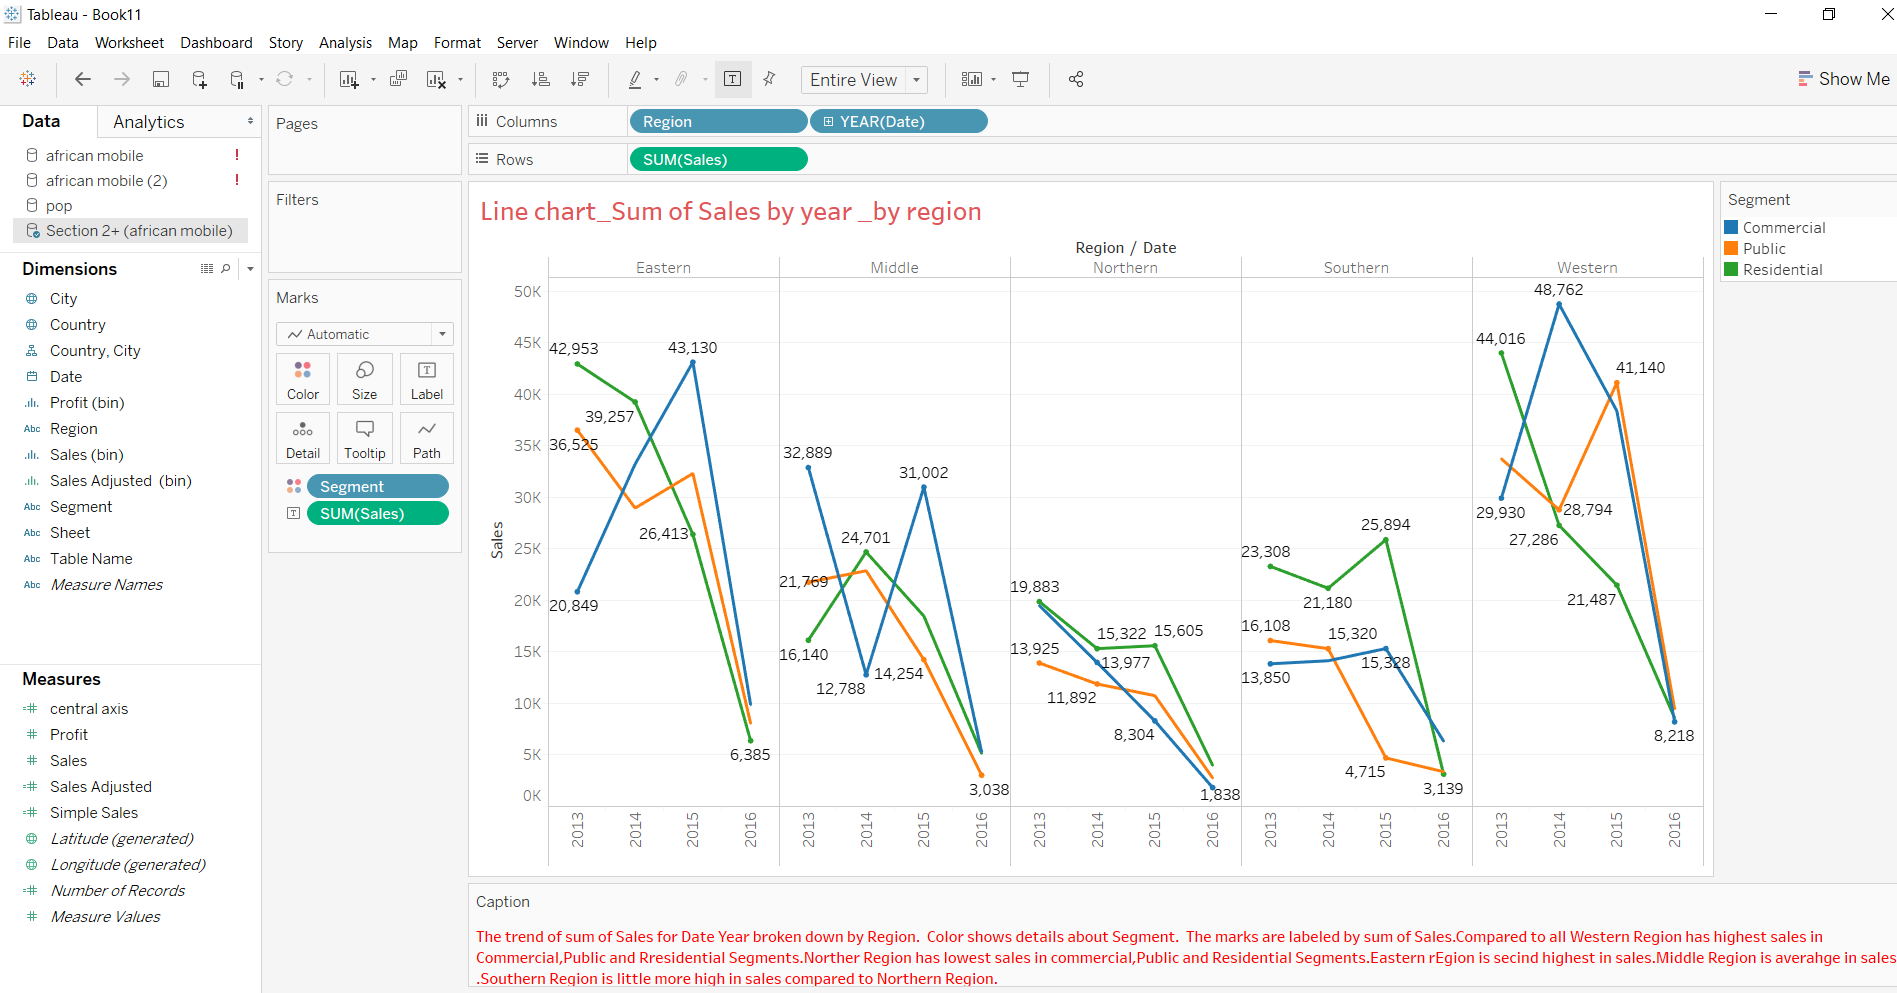 Tableau - Book11
File Data Worksheet Dashboard Story Analysis Map Format Server Window Help
Entire View
Show Me
Data Analytics
african mobile !
african mobile (2) !
pop
Section 2+ (african mobile)
Dimensions
City
Country
Country, City
Date
Profit (bin)
Abc Region
Sales (bin)
Sales Adjusted (bin)
Abc Segment
Abc Sheet
Abc Table Name
Abc Measure Names
Measures
central axis
Profit
Sales
Sales Adjusted
Simple Sales
Latitude (generated)
Longitude (generated)
Number of Records
Measure Values
Pages
Filters
Marks
Automatic
Color Size Label
Detail Tooltip Path
Segment
SUM(Sales)
Columns Region YEAR(Date)
Rows SUM(Sales)
Line chart_Sum of Sales by year _by region
Region / Date
Eastern Middle Northern Southern Western
Sales
50K
45K
40K
35K
30K
25K
20K
15K
10K
5K
0K
42,953
43,130
39,257
36,525
26,413
20,849
6,385
32,889
31,002
24,701
21,769
16,140
12,788
14,254
3,038
19,883
15,322
15,605
13,925
13,977
11,892
8,304
1,838
25,894
23,308
21,180
16,108
15,320
15,328
13,850
4,715
3,139
48,762
44,016
41,140
29,930
28,794
27,286
21,487
8,218
2013 2014 2015 2016 2013 2014 2015 2016 2013 2014 2015 2016 2013 2014 2015 2016 2013 2014 2015 2016
Segment
Commercial
Public
Residential
Caption
The trend of sum of Sales for Date Year broken down by Region. Color shows details about Segment. The marks are labeled by sum of Sales.Compared to all Western Region has highest sales in
Commercial,Public and Rresidential Segments.Norther Region has lowest sales in commercial,Public and Residential Segments.Eastern rEgion is secind highest in sales.Middle Region is averahge in sales
.Southern Region is little more high in sales compared to Northern Region.